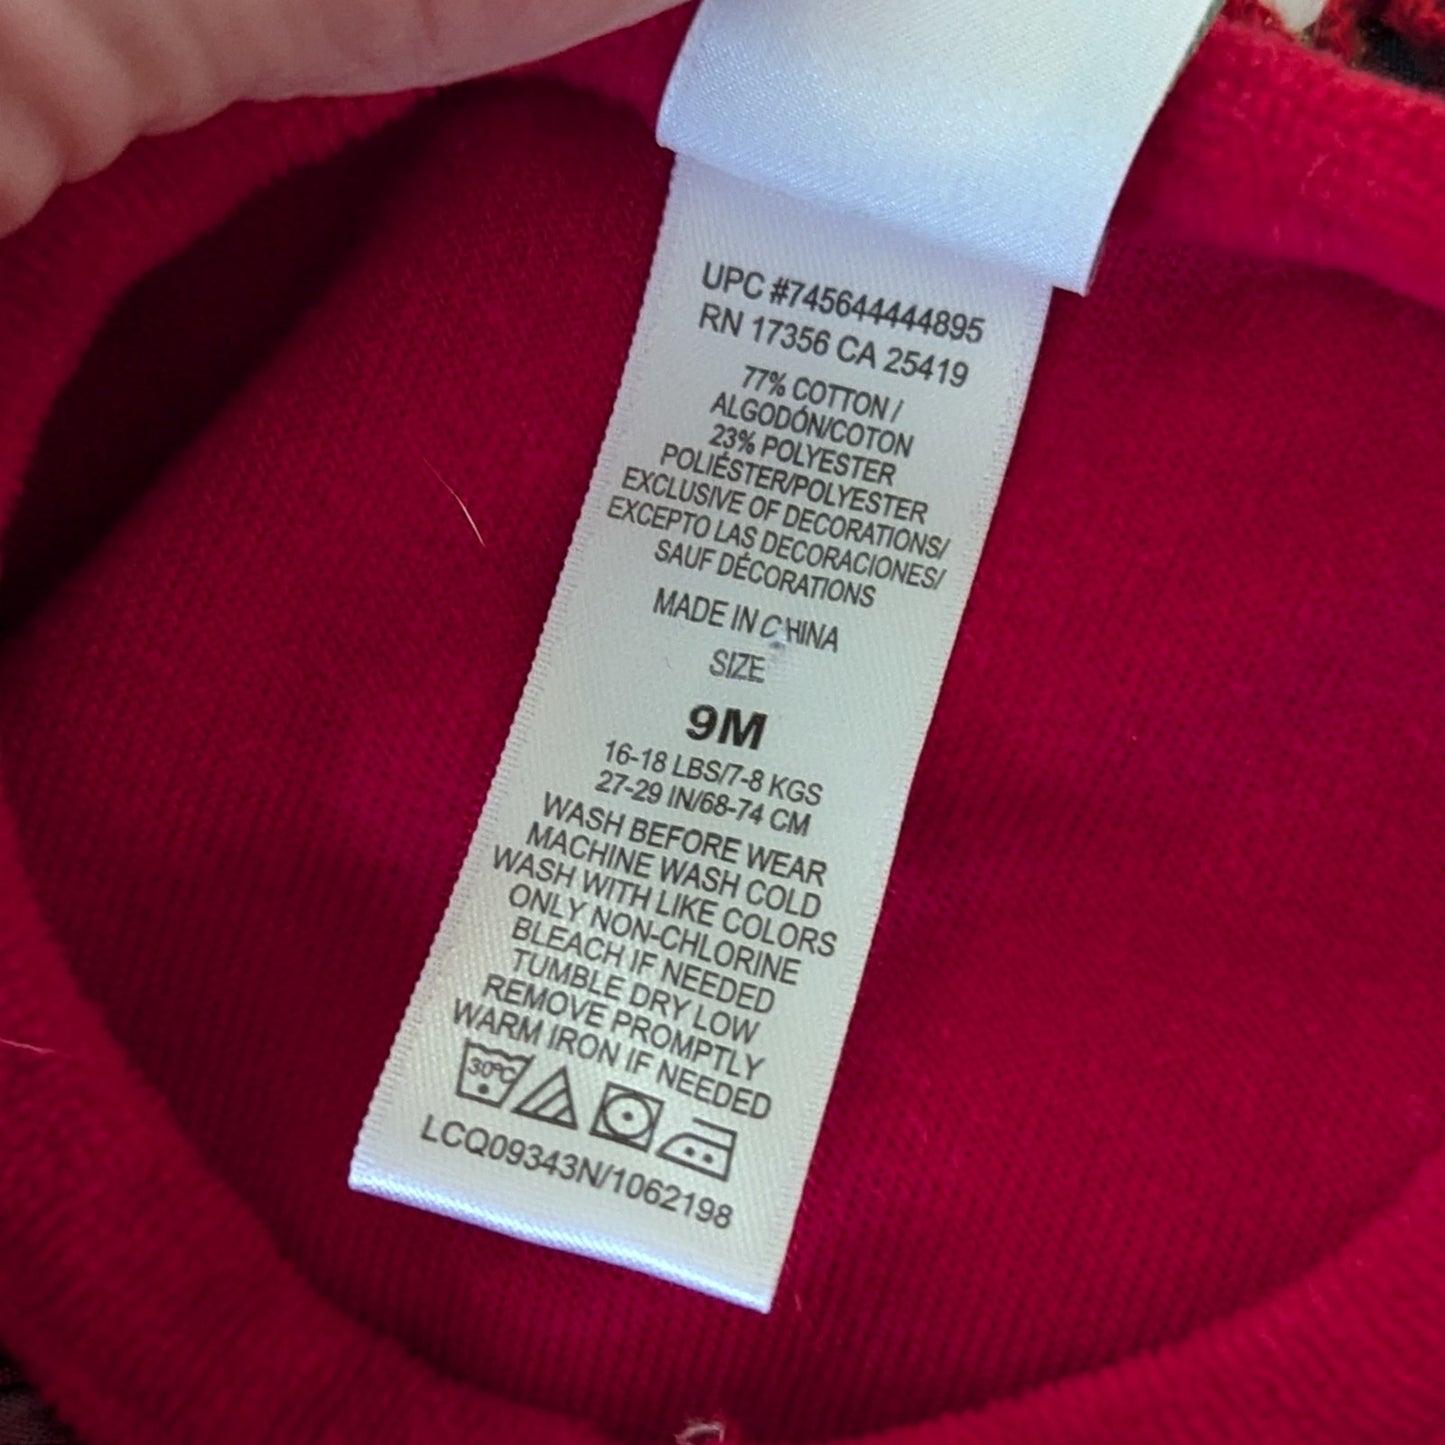 UPC #745644444895
RN 17356 CA 25419
77% COTTON /
ALGODÓN/COTON
23% POLYESTER
POLIÉSTER/POLYESTER
EXCLUSIVE OF DECORATIONS/
EXCEPTO LAS DECORACIONES/
SAUF DÉCORATIONS
MADE IN CHINA
SIZE
9M
16-18 LBS/7-8 KGS
27-29 IN/68-74 CM
WASH BEFORE WEAR
MACHINE WASH COLD
WASH WITH LIKE COLORS
ONLY NON-CHLORINE
BLEACH IF NEEDED
TUMBLE DRY LOW
REMOVE PROMPTLY
WARM IRON IF NEEDED
30°C
LCQ09343N/1062198